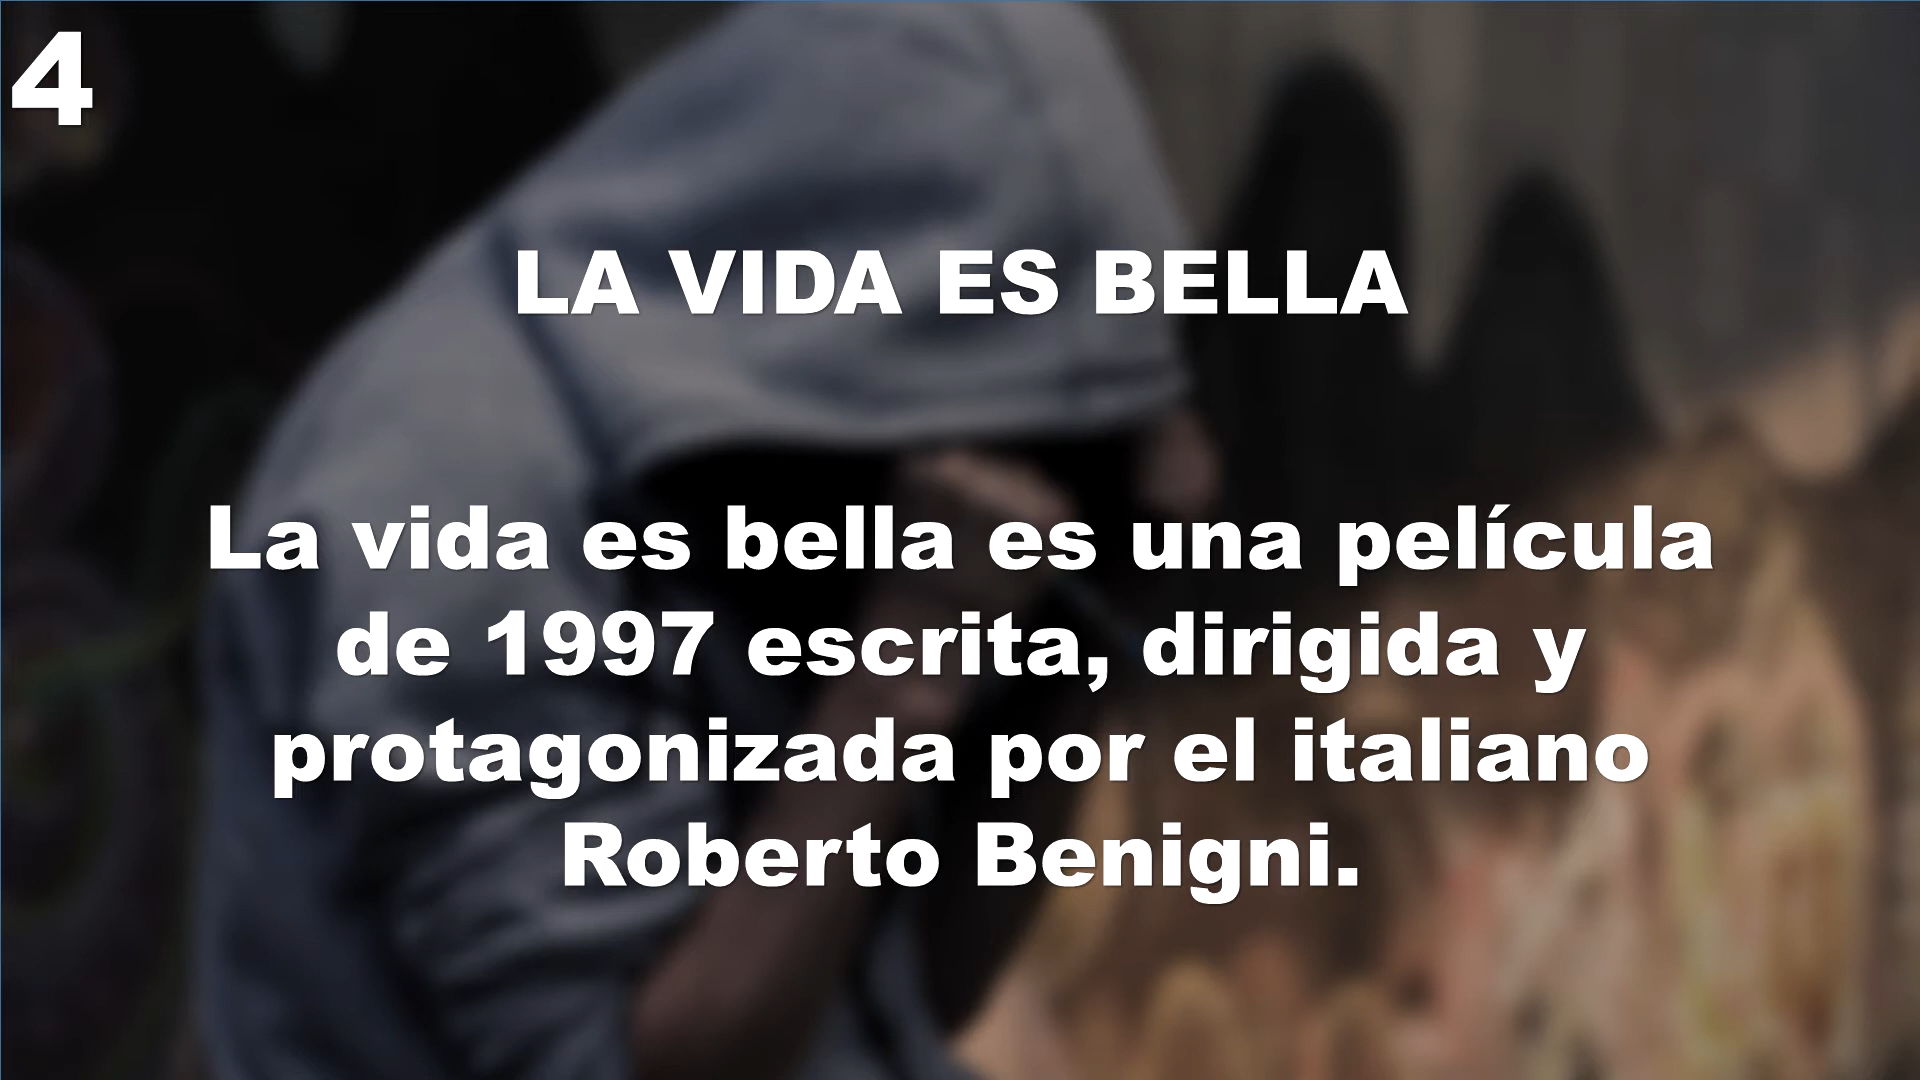 4
LA VIDA ES BELLA
La vida es bella es una película
de 1997 escrita, dirigida y
protagonizada por el italiano
Roberto Benigni.